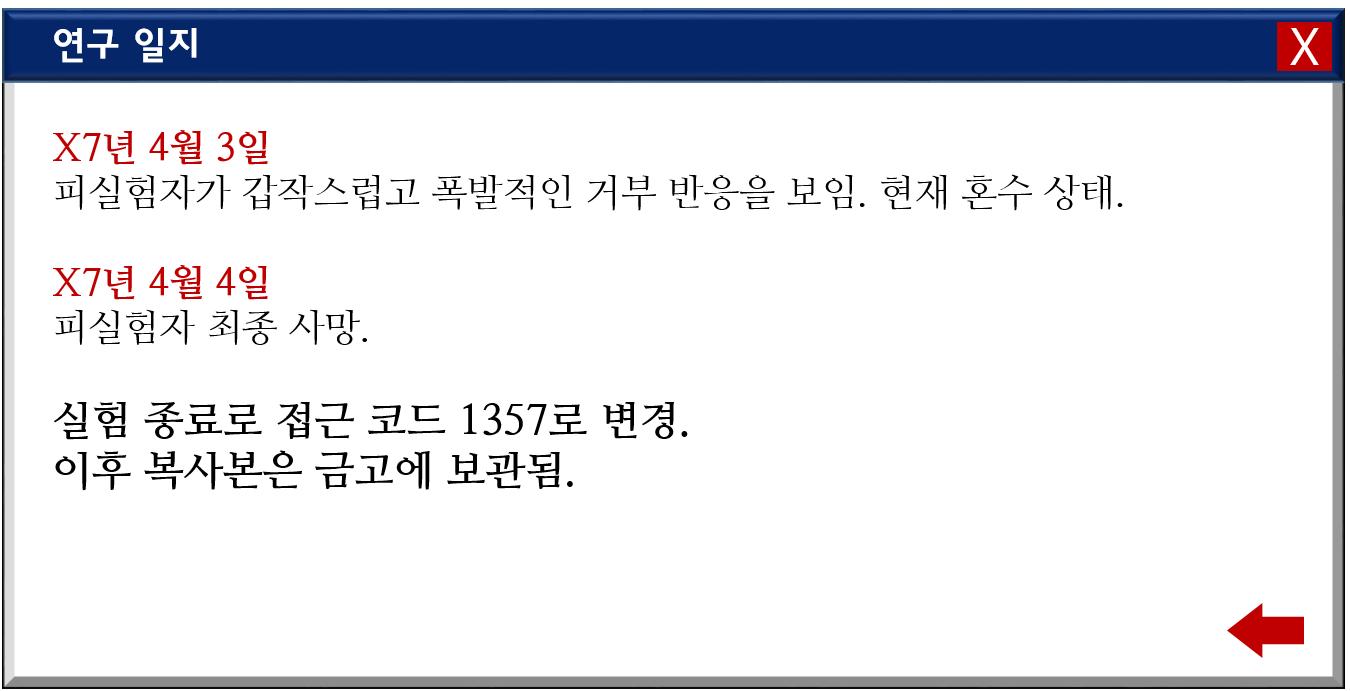 연구 일지
X
X7년 4월 3일
피실험자가 갑작스럽고 폭발적인 거부 반응을 보임. 현재 혼수 상태.
X7년 4월 4일
피실험자 최종 사망.
실험 종료로 접근 코드 1357로 변경.
이후 복사본은 금고에 보관됨.